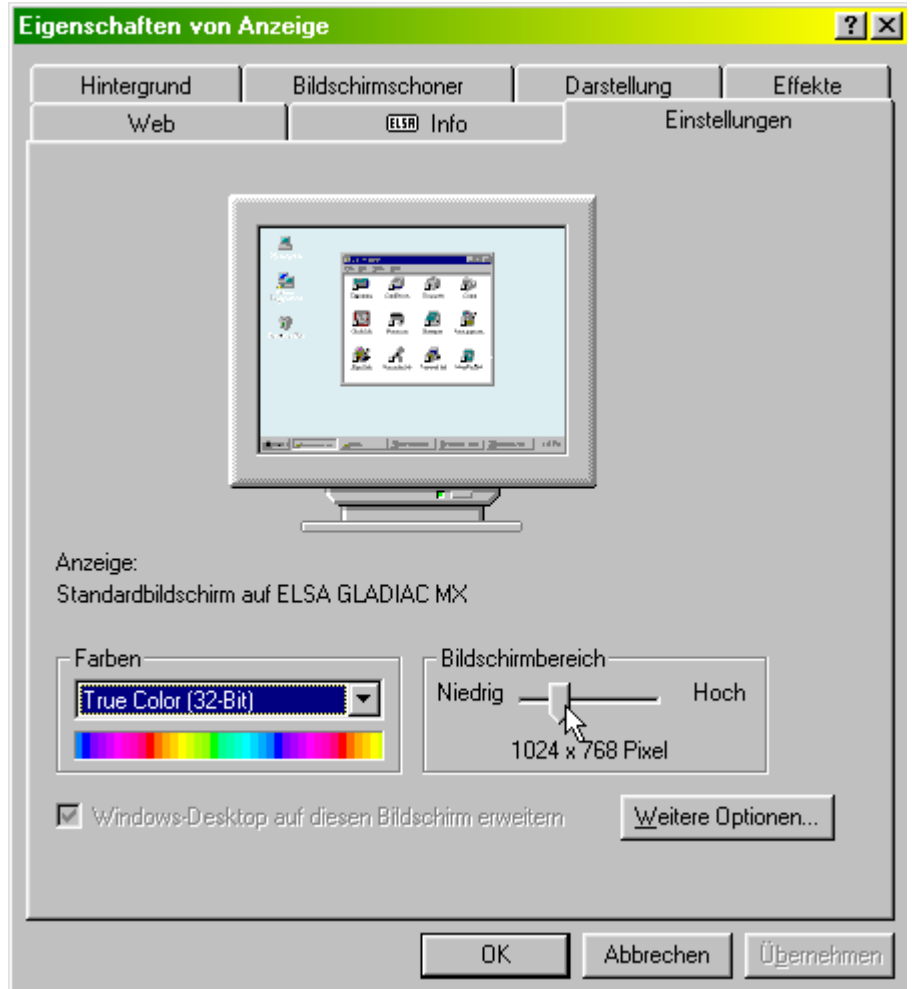 Eigenschaften von Anzeige
Hintergrund Bildschirmschoner Darstellung Effekte
Web ELSA Info Einstellungen
Anzeige:
Standardbildschirm auf ELSA GLADIAC MX
Farben Bildschirmbereich
True Color (32-Bit) Niedrig Hoch
1024 x 768 Pixel
Windows-Desktop auf diesen Bildschirm erweitern Weitere Optionen...
OK Abbrechen Übernehmen